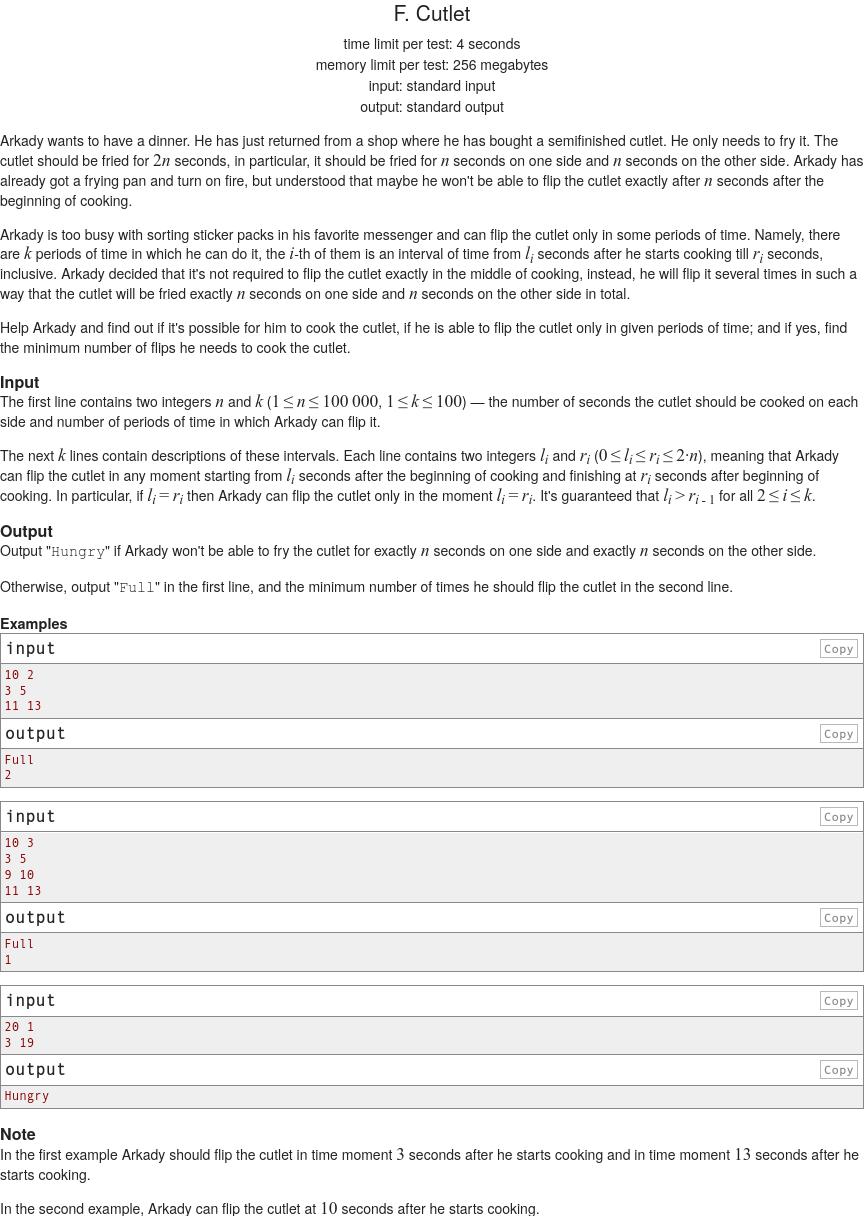 F. Cutlet
time limit per test: 4 seconds
memory limit per test: 256 megabytes
input: standard input
output: standard output
Arkady wants to have a dinner. He has just returned from a shop where he has bought a semifinished cutlet. He only needs to fry it. The
cutlet should be fried for 2n seconds, in particular, it should be fried for n seconds on one side and n seconds on the other side. Arkady has
already got a frying pan and turn on fire, but understood that maybe he won't be able to flip the cutlet exactly after n seconds after the
beginning of cooking.
Arkady is too busy with sorting sticker packs in his favorite messenger and can flip the cutlet only in some periods of time. Namely, there
are k periods of time in which he can do it, the i-th of them is an interval of time from l_i seconds after he starts cooking till r_i seconds,
inclusive. Arkady decided that it's not required to flip the cutlet exactly in the middle of cooking, instead, he will flip it several times in such a
way that the cutlet will be fried exactly n seconds on one side and n seconds on the other side in total.
Help Arkady and find out if it's possible for him to cook the cutlet, if he is able to flip the cutlet only in given periods of time; and if yes, find
the minimum number of flips he needs to cook the cutlet.
Input
The first line contains two integers n and k (1 ≤ n ≤ 100 000, 1 ≤ k ≤ 100) — the number of seconds the cutlet should be cooked on each
side and number of periods of time in which Arkady can flip it.
The next k lines contain descriptions of these intervals. Each line contains two integers l_i and r_i (0 ≤ l_i ≤ r_i ≤ 2·n), meaning that Arkady
can flip the cutlet in any moment starting from l_i seconds after the beginning of cooking and finishing at r_i seconds after beginning of
cooking. In particular, if l_i = r_i then Arkady can flip the cutlet only in the moment l_i = r_i. It's guaranteed that l_i > r_{i - 1} for all 2 ≤ i ≤ k.
Output
Output "Hungry" if Arkady won't be able to fry the cutlet for exactly n seconds on one side and exactly n seconds on the other side.
Otherwise, output "Full" in the first line, and the minimum number of times he should flip the cutlet in the second line.
Examples
input Copy
10 2
3 5
11 13
output Copy
Full
2
input Copy
10 3
3 5
9 10
11 13
output Copy
Full
1
input Copy
20 1
3 19
output Copy
Hungry
Note
In the first example Arkady should flip the cutlet in time moment 3 seconds after he starts cooking and in time moment 13 seconds after he
starts cooking.
In the second example, Arkady can flip the cutlet at 10 seconds after he starts cooking.